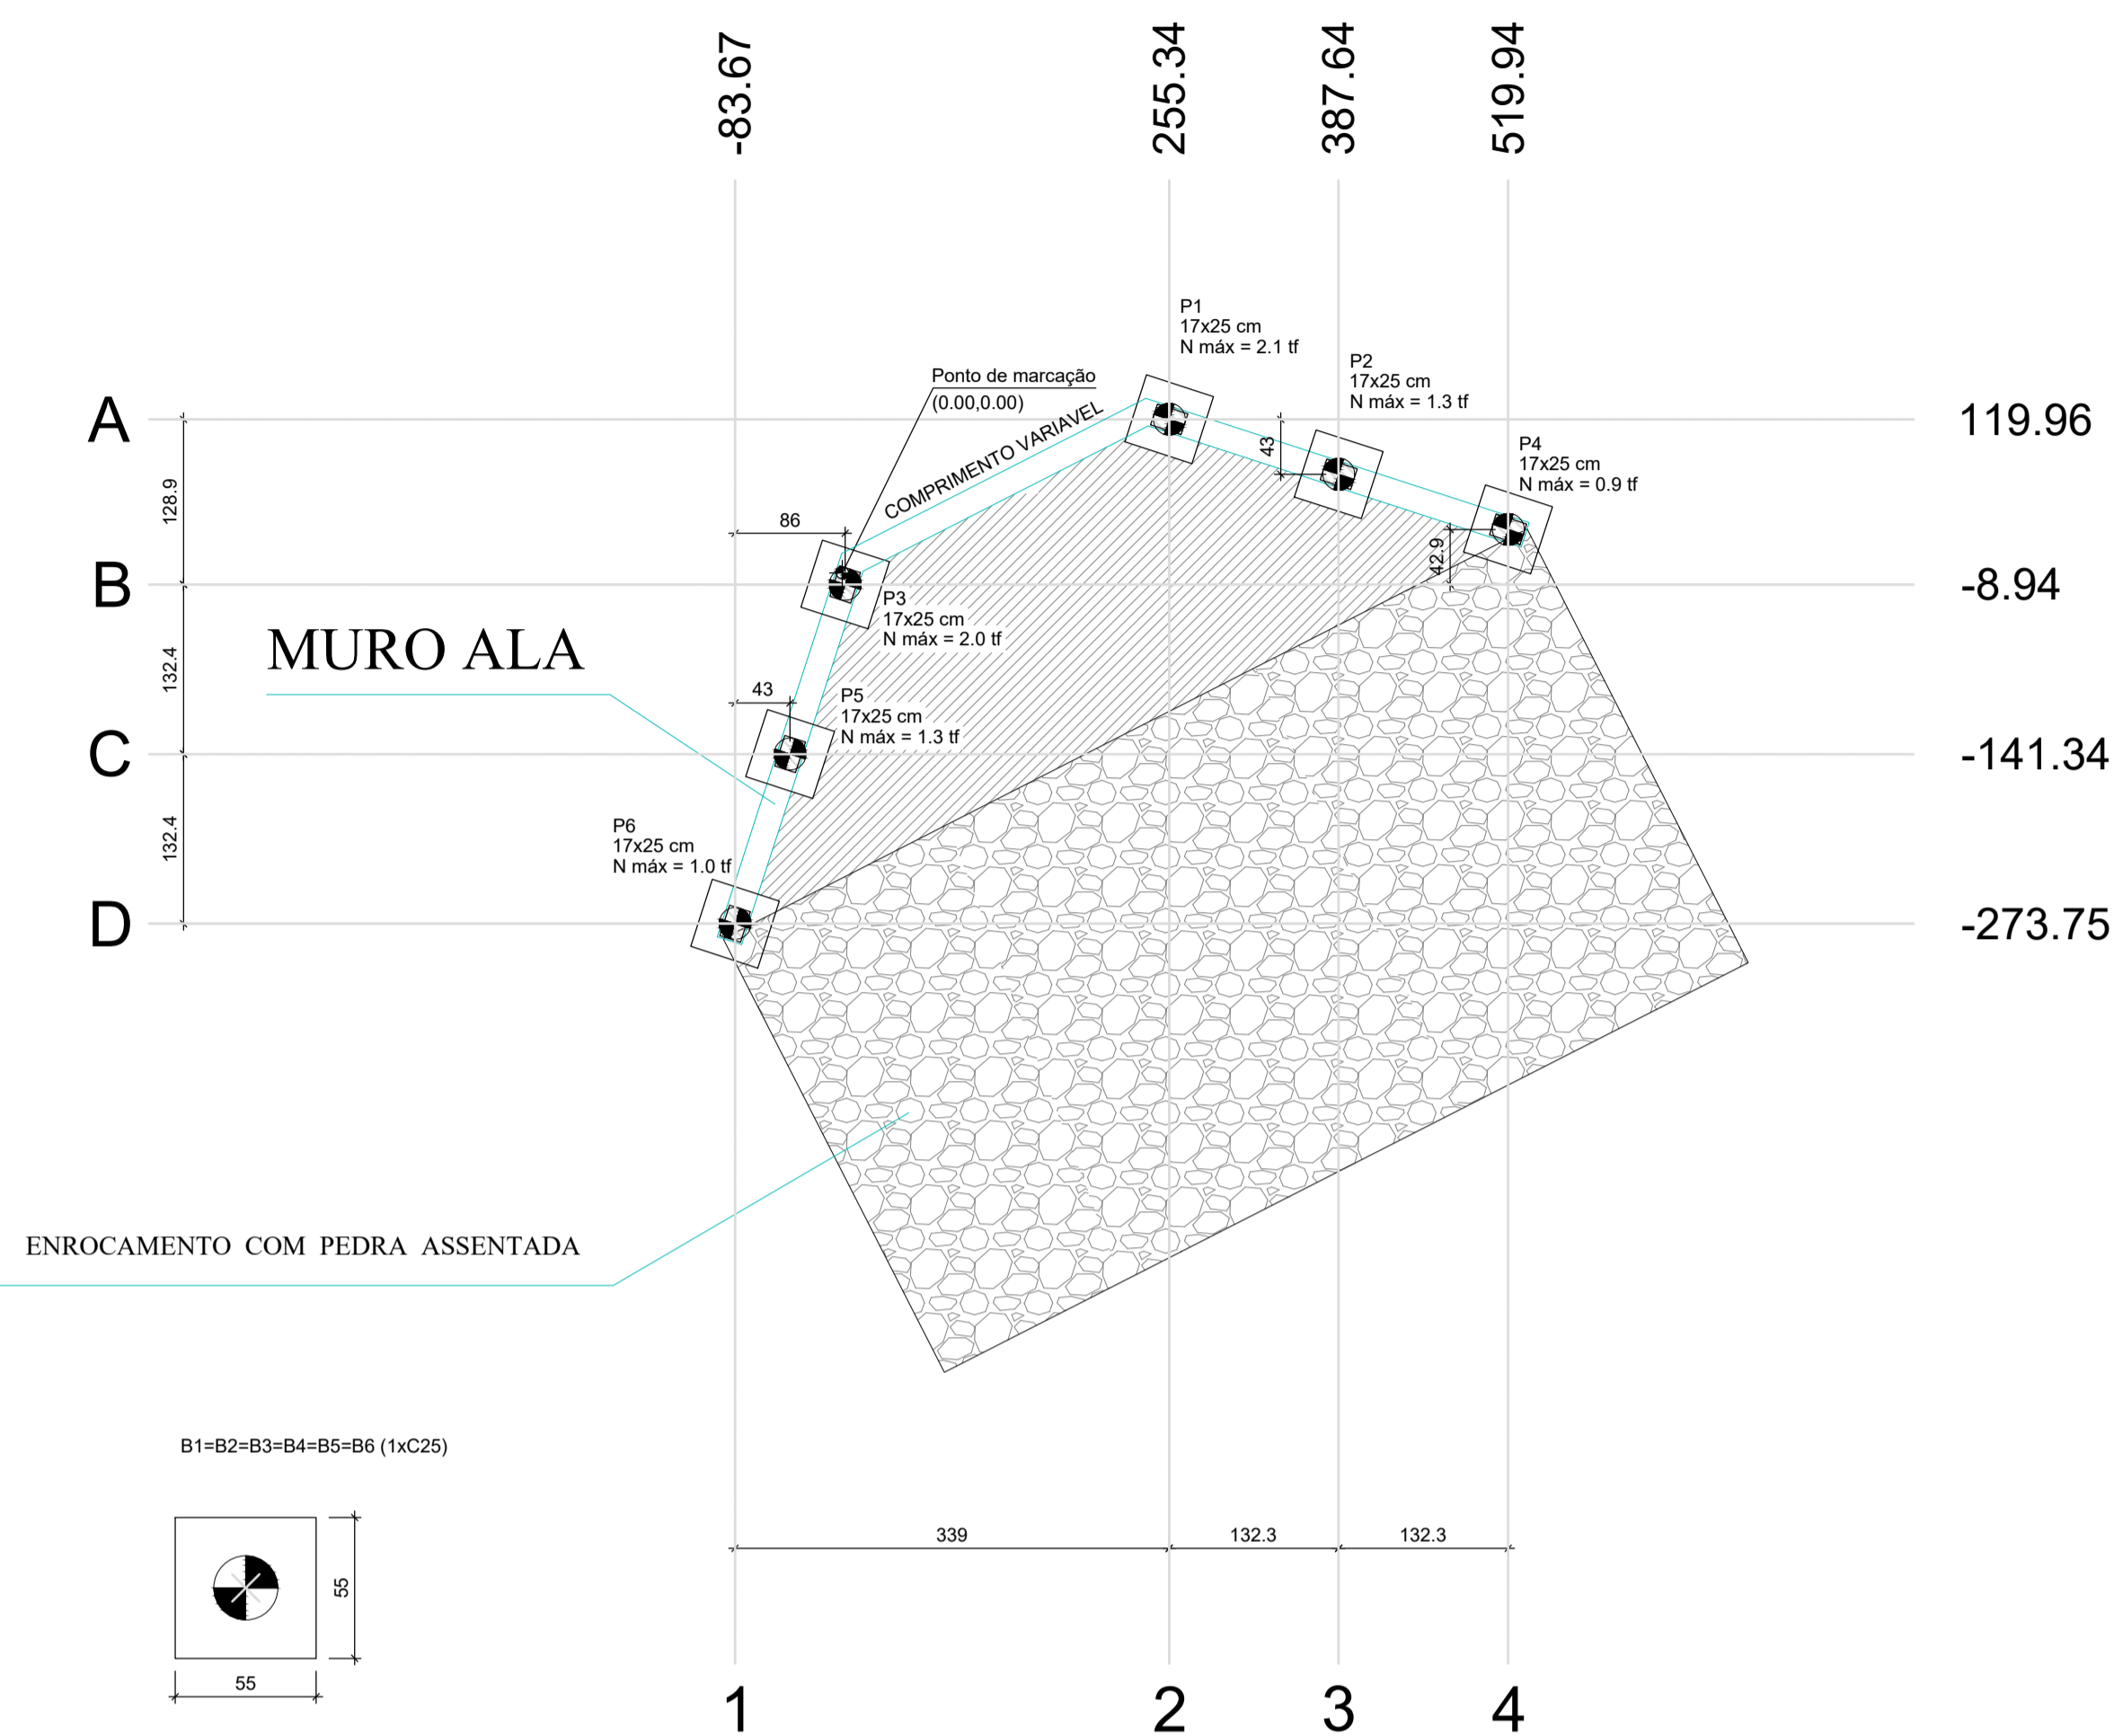 -83.67
255.34
387.64
519.94
P1
17x25 cm
N máx = 2.1 tf
P2
17x25 cm
N máx = 1.3 tf
Ponto de marcação
(0.00,0.00)
COMPRIMENTO VARIAVEL
A
119.96
43
P4
17x25 cm
N máx = 0.9 tf
128.9
86
42.9
B
-8.94
P3
17x25 cm
N máx = 2.0 tf
MURO ALA
132.4
43
P5
17x25 cm
N máx = 1.3 tf
C
-141.34
132.4
P6
17x25 cm
N máx = 1.0 tf
D
-273.75
ENROCAMENTO COM PEDRA ASSENTADA
B1=B2=B3=B4=B5=B6 (1xC25)
339
132.3
132.3
55
55
1
2
3
4